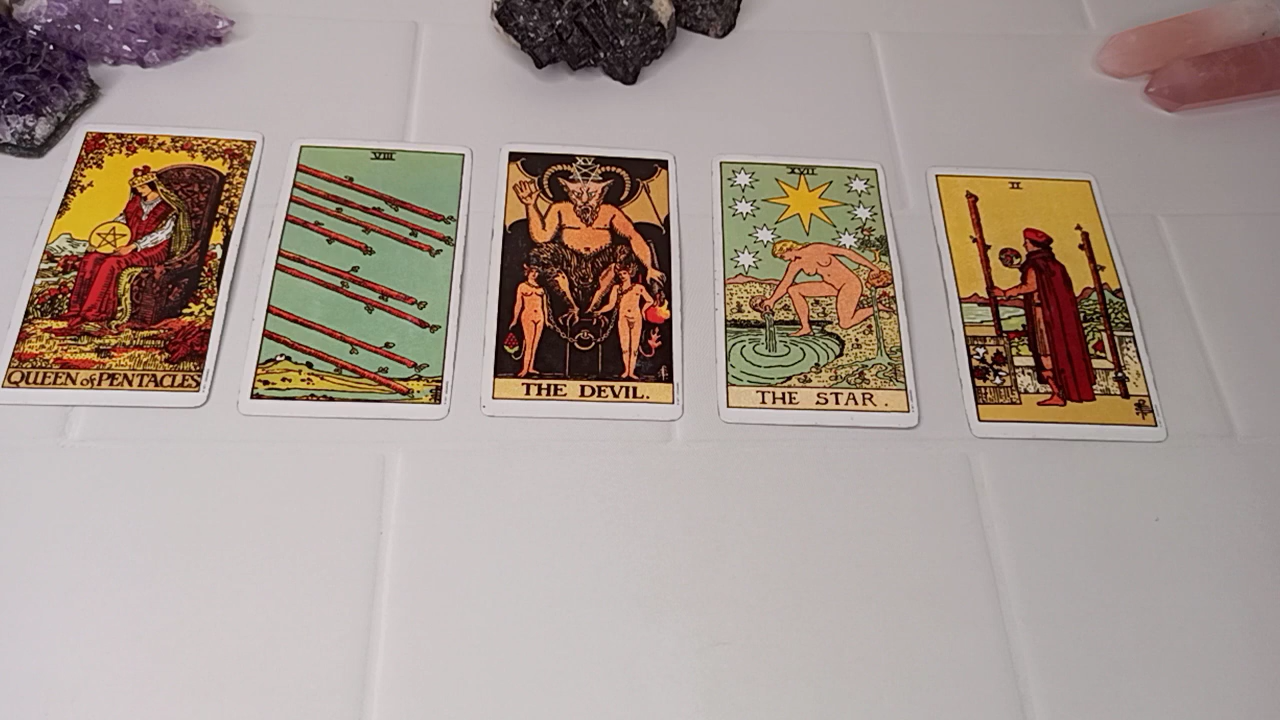 QUEEN of PENTACLES
VIII
XV
THE DEVIL.
XVII
THE STAR.
II